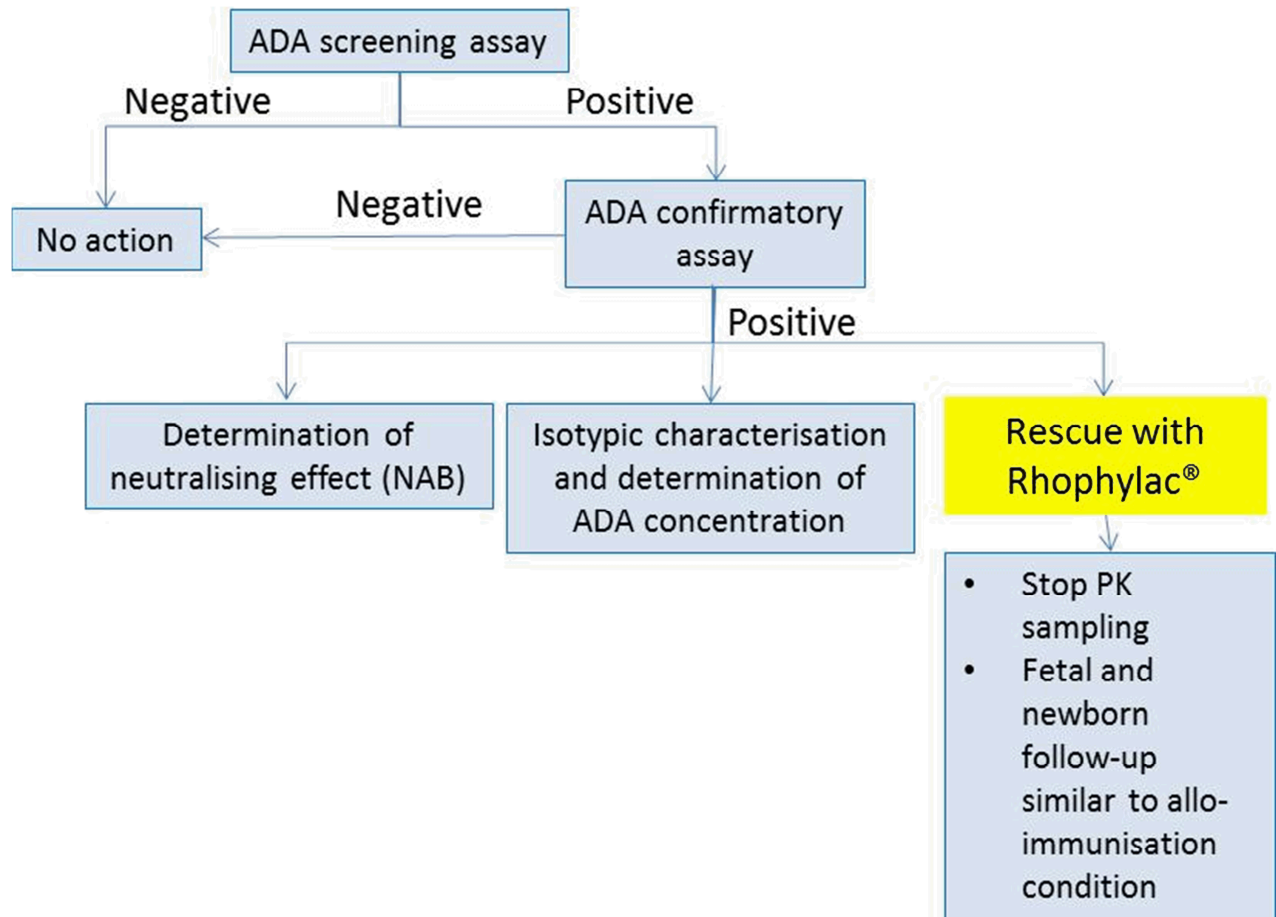 ADA screening assay
Negative
Positive
Negative
ADA confirmatory
assay
No action
Positive
Determination of
neutralising effect (NAB)
Isotypic characterisation
and determination of
ADA concentration
Rescue with
Rhophylac®
• Stop PK
sampling
• Fetal and
newborn
follow-up
similar to allo-
immunisation
condition